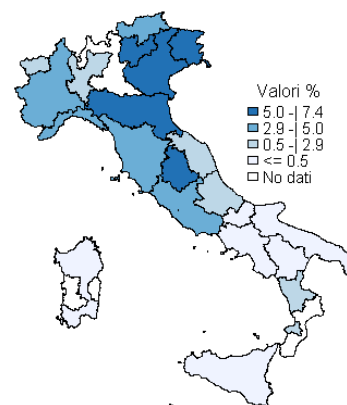 Valori %
5.0 -| 7.4
2.9 -| 5.0
0.5 -| 2.9
<= 0.5
No dati